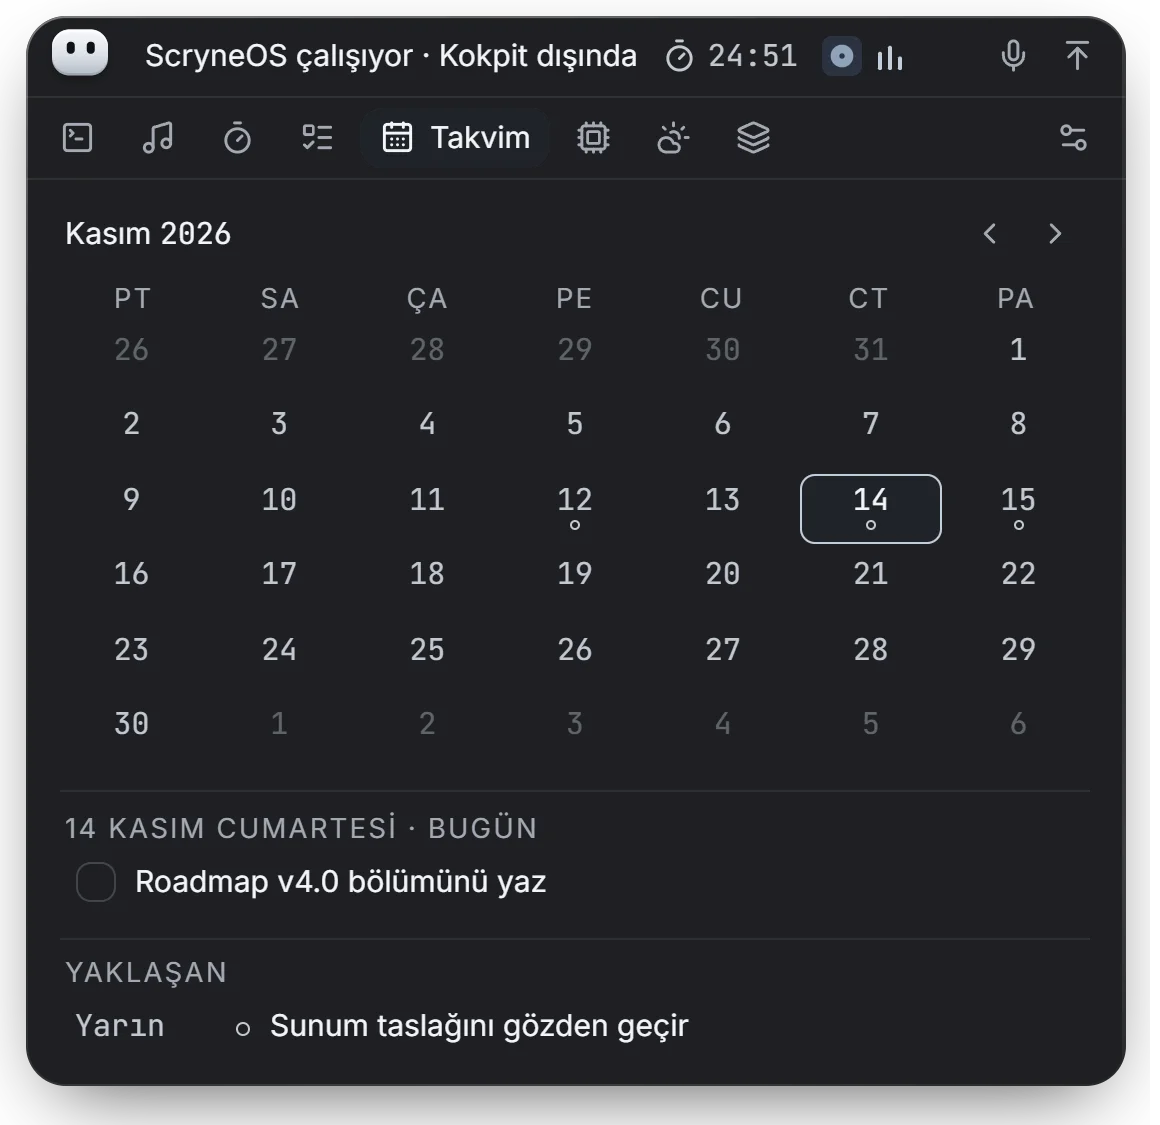 ScryneOS çalışıyor · Kokpit dışında 24:51
Takvim
Kasım 2026
PT SA ÇA PE CU CT PA
26 27 28 29 30 31 1
2 3 4 5 6 7 8
9 10 11 12 13 14 15
16 17 18 19 20 21 22
23 24 25 26 27 28 29
30 1 2 3 4 5 6
14 KASIM CUMARTESİ · BUGÜN
Roadmap v4.0 bölümünü yaz
YAKLAŞAN
Yarın Sunum taslağını gözden geçir